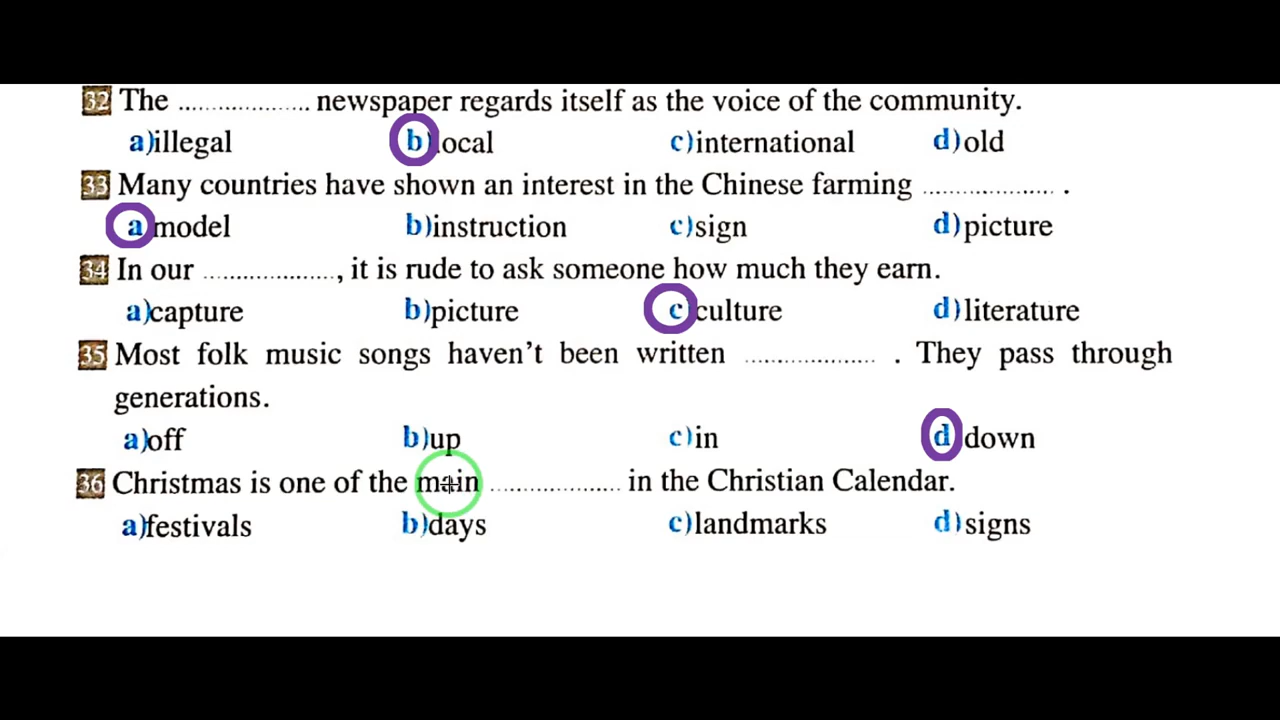 32 The .................... newspaper regards itself as the voice of the community.
a)illegal b)local c)international d)old
33 Many countries have shown an interest in the Chinese farming .................... .
a model b)instruction c)sign d)picture
34 In our ...................., it is rude to ask someone how much they earn.
a)capture b)picture c)culture d)literature
35 Most folk music songs haven't been written .................... . They pass through
generations.
a)off b)up c)in d)down
36 Christmas is one of the main .................... in the Christian Calendar.
a)festivals b)days c)landmarks d)signs